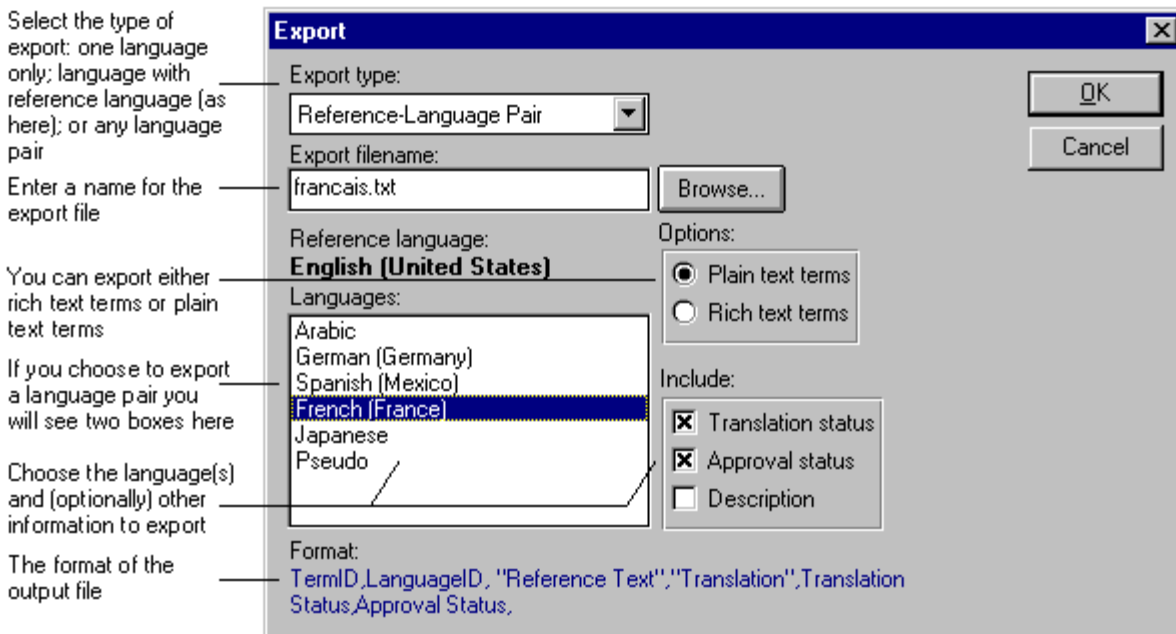 Select the type of
export: one language
only; language with
reference language (as
here); or any language
pair
Enter a name for the
export file
You can export either
rich text terms or plain
text terms
If you choose to export
a language pair you
will see two boxes here
Choose the language(s)
and (optionally) other
information to export
The format of the
output file
Export
Export type:
Reference-Language Pair
Export filename:
francais.txt
Browse...
OK
Cancel
Reference language:
English (United States)
Languages:
Arabic
German (Germany)
Spanish (Mexico)
French (France)
Japanese
Pseudo
Options:
Plain text terms
Rich text terms
Include:
Translation status
Approval status
Description
Format:
TermID,LanguageID, "Reference Text","Translation",Translation
Status,Approval Status,